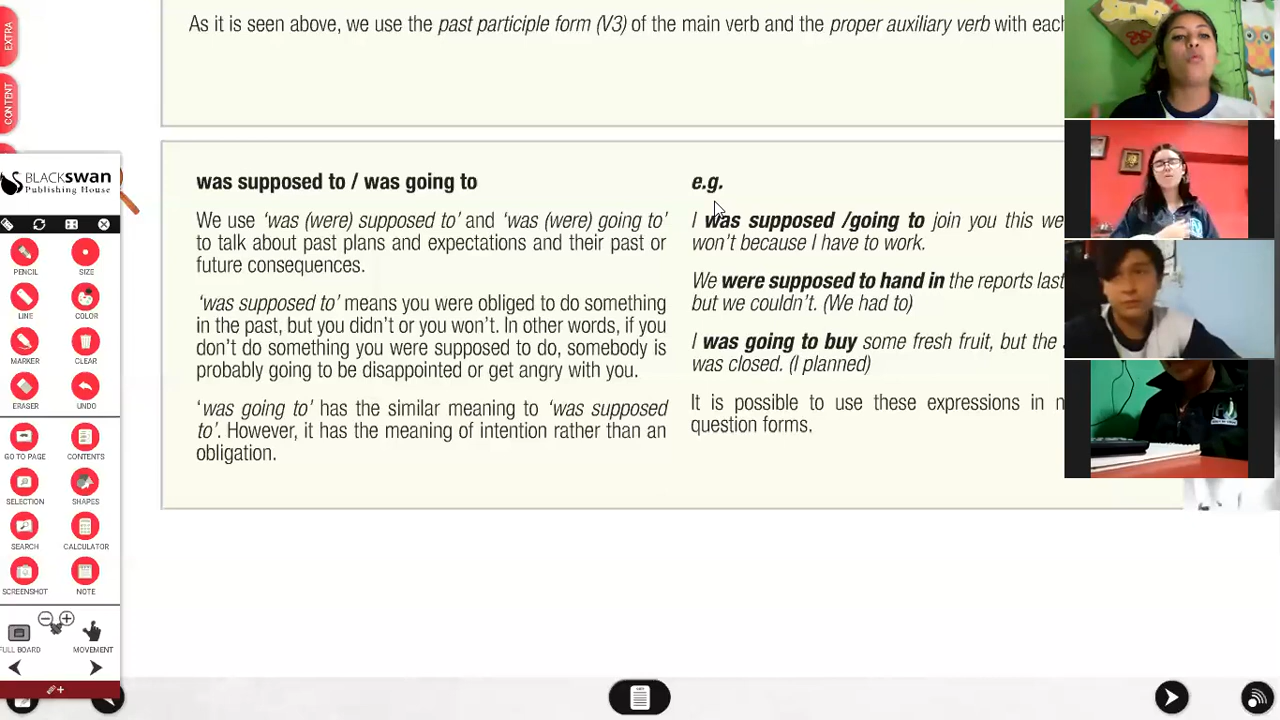 EXTRA
CONTENT
As it is seen above, we use the past participle form (V3) of the main verb and the proper auxiliary verb with each
BLACKSWAN
Publishing House
PENCIL
SIZE
LINE
COLOR
MARKER
CLEAR
ERASER
UNDO
GO TO PAGE
CONTENTS
SELECTION
SHAPES
SEARCH
CALCULATOR
SCREENSHOT
NOTE
FULL BOARD
MOVEMENT
was supposed to / was going to
We use ‘was (were) supposed to’ and ‘was (were) going to’
to talk about past plans and expectations and their past or
future consequences.
‘was supposed to’ means you were obliged to do something
in the past, but you didn’t or you won’t. In other words, if you
don’t do something you were supposed to do, somebody is
probably going to be disappointed or get angry with you.
‘was going to’ has the similar meaning to ‘was supposed
to’. However, it has the meaning of intention rather than an
obligation.
e.g.
I was supposed /going to join you this we
won’t because I have to work.
We were supposed to hand in the reports last
but we couldn’t. (We had to)
I was going to buy some fresh fruit, but the
was closed. (I planned)
It is possible to use these expressions in n
question forms.